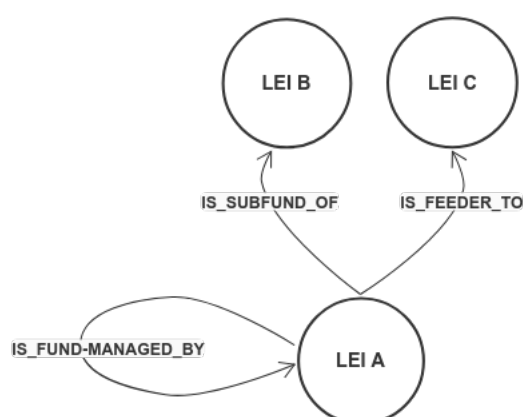 LEI B
LEI C
IS_SUBFUND_OF
IS_FEEDER_TO
IS_FUND-MANAGED_BY
LEI A